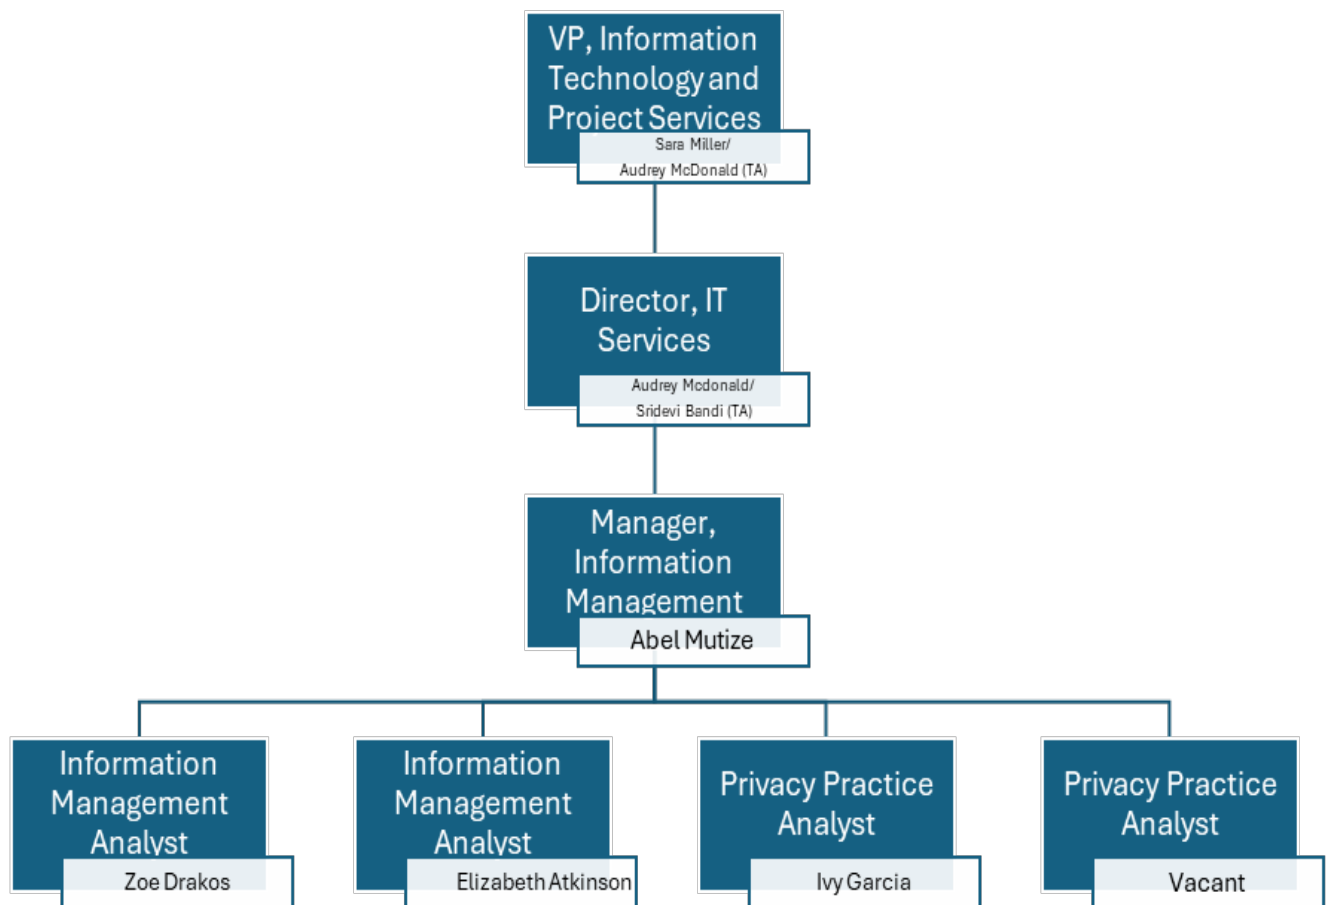 VP, Information
Technology and
Project Services
Sara Miller/
Audrey McDonald (TA)
Director, IT
Services
Audrey Mcdonald/
Sridevi Bandi (TA)
Manager,
Information
Management
Abel Mutize
Information
Management
Analyst
Zoe Drakos
Information
Management
Analyst
Elizabeth Atkinson
Privacy Practice
Analyst
Ivy Garcia
Privacy Practice
Analyst
Vacant